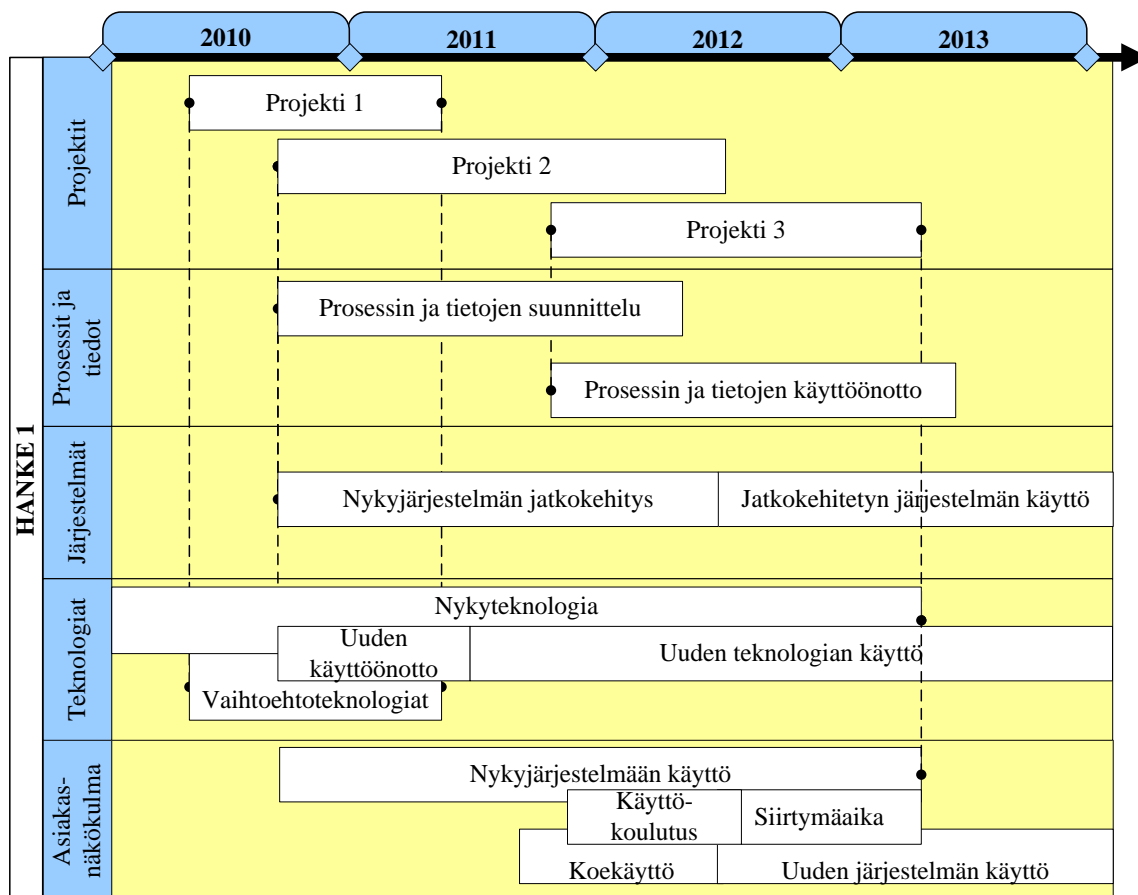 2010
2011
2012
2013
HANKE 1
Projektit
Projekti 1
Projekti 2
Projekti 3
Prosessit ja
tiedot
Prosessin ja tietojen suunnittelu
Prosessin ja tietojen käyttöönotto
Järjestelmät
Nykyjärjestelmän jatkokehitys
Jatkokehitetyn järjestelmän käyttö
Teknologiat
Nykyteknologia
Uuden
käyttöönotto
Uuden teknologian käyttö
Vaihtoehtoteknologiat
Asiakas-
näkökulma
Nykyjärjestelmään käyttö
Käyttö-
koulutus
Siirtymäaika
Koekäyttö
Uuden järjestelmän käyttö